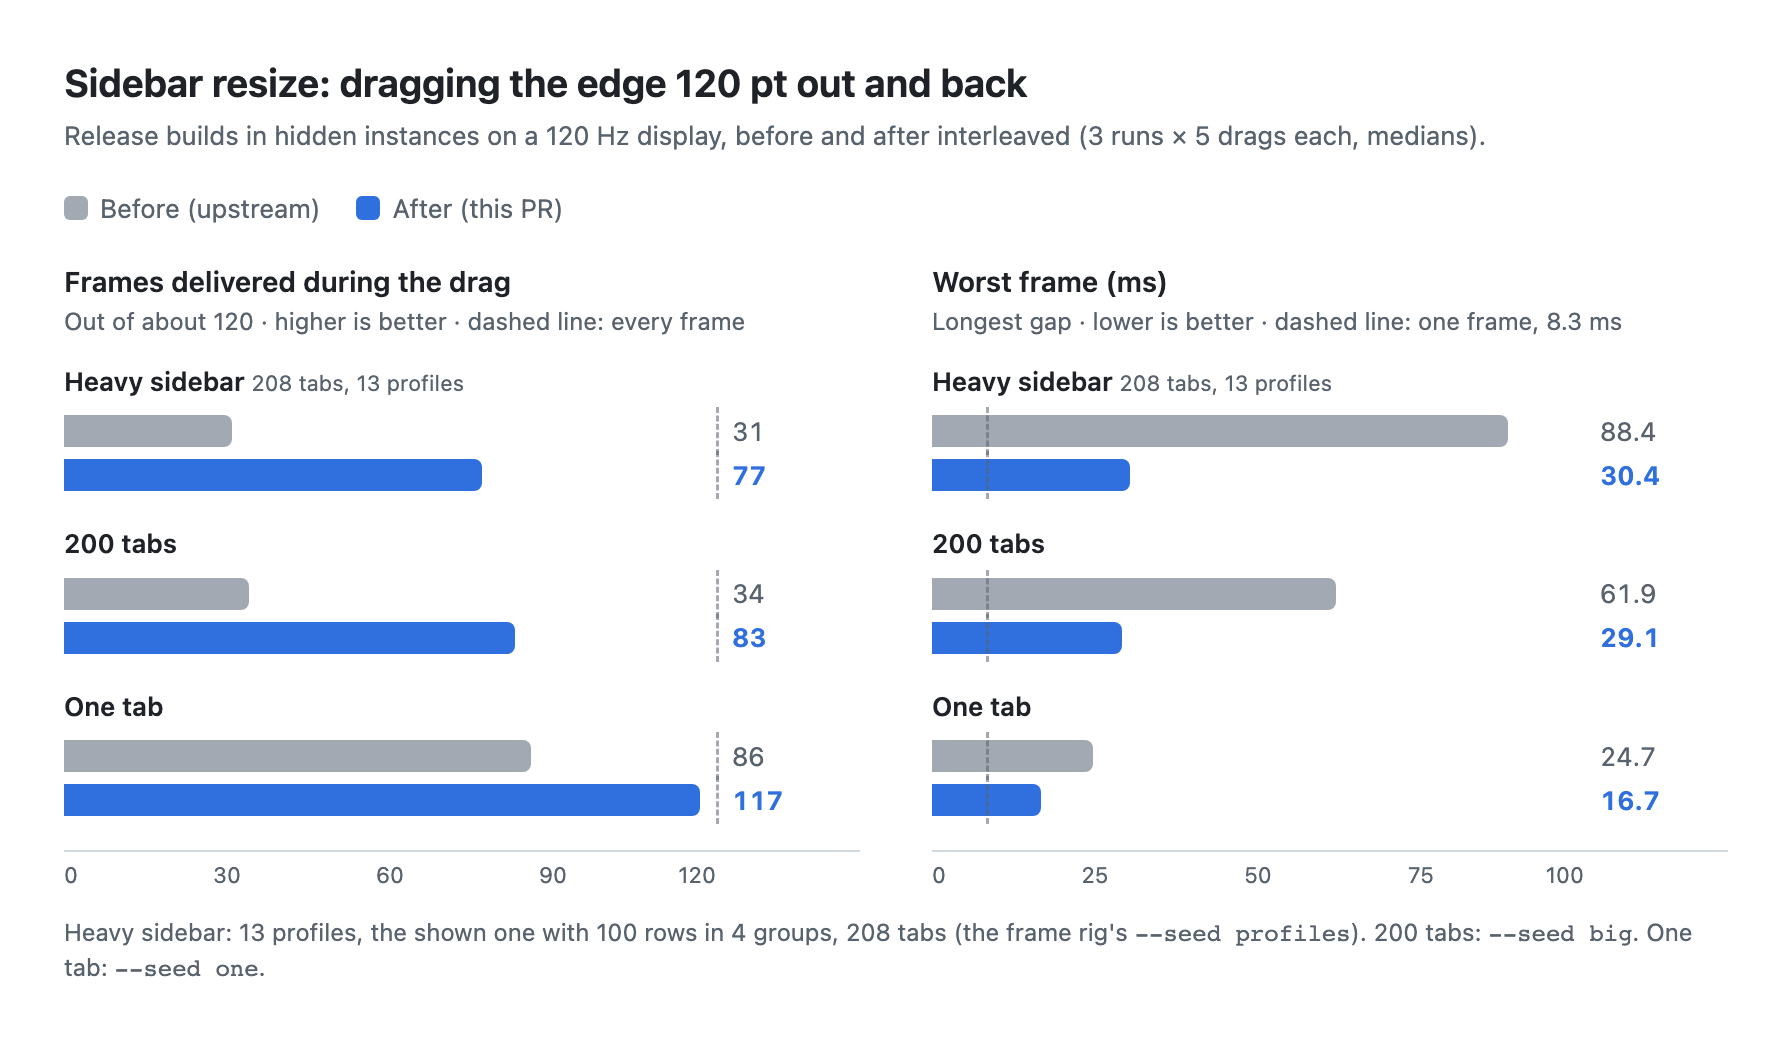 Sidebar resize: dragging the edge 120 pt out and back
Release builds in hidden instances on a 120 Hz display, before and after interleaved (3 runs × 5 drags each, medians).
Before (upstream)
After (this PR)
Frames delivered during the drag
Out of about 120 · higher is better · dashed line: every frame
Heavy sidebar 208 tabs, 13 profiles
31
77
200 tabs
34
83
One tab
86
117
0 30 60 90 120
Worst frame (ms)
Longest gap · lower is better · dashed line: one frame, 8.3 ms
Heavy sidebar 208 tabs, 13 profiles
88.4
30.4
200 tabs
61.9
29.1
One tab
24.7
16.7
0 25 50 75 100
Heavy sidebar: 13 profiles, the shown one with 100 rows in 4 groups, 208 tabs (the frame rig's --seed profiles). 200 tabs: --seed big. One
tab: --seed one.